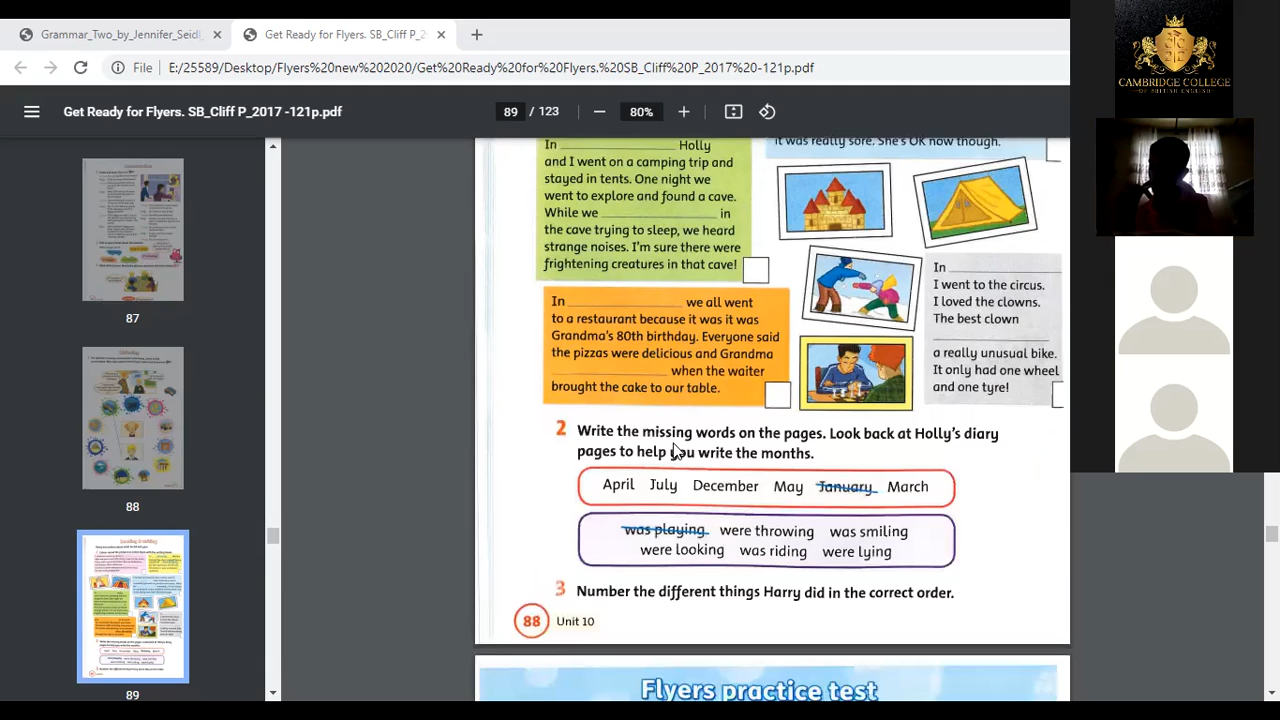 Grammar_Two_by_Jennifer_Seidl
Get Ready for Flyers. SB_Cliff P_2
File
E:/25589/Desktop/Flyers%20new%202020/Get%20Ready%20for%20Flyers.%20SB_Cliff%20P_2017%20-121p.pdf
Get Ready for Flyers. SB_Cliff P_2017 -121p.pdf
89 / 123
80%
87
88
89
it was really sore. She's OK now though.
In ______________ Holly
and I went on a camping trip and
stayed in tents. One night we
went to explore and found a cave.
While we ______________ in
the cave trying to sleep, we heard
strange noises. I'm sure there were
frightening creatures in that cave!
In ______________ we all went
to a restaurant because it was it was
Grandma's 80th birthday. Everyone said
the pizzas were delicious and Grandma
______________ when the waiter
brought the cake to our table.
In ______________
I went to the circus.
I loved the clowns.
The best clown
______________
a really unusual bike.
It only had one wheel
and one tyre!
2 Write the missing words on the pages. Look back at Holly's diary
pages to help you write the months.
April July December May January March
was playing were throwing was smiling
were looking was riding were lying
3 Number the different things Harry did in the correct order.
88 Unit 10
Flyers practice test
CAMBRIDGE COLLEGE
OF BRITISH ENGLISH